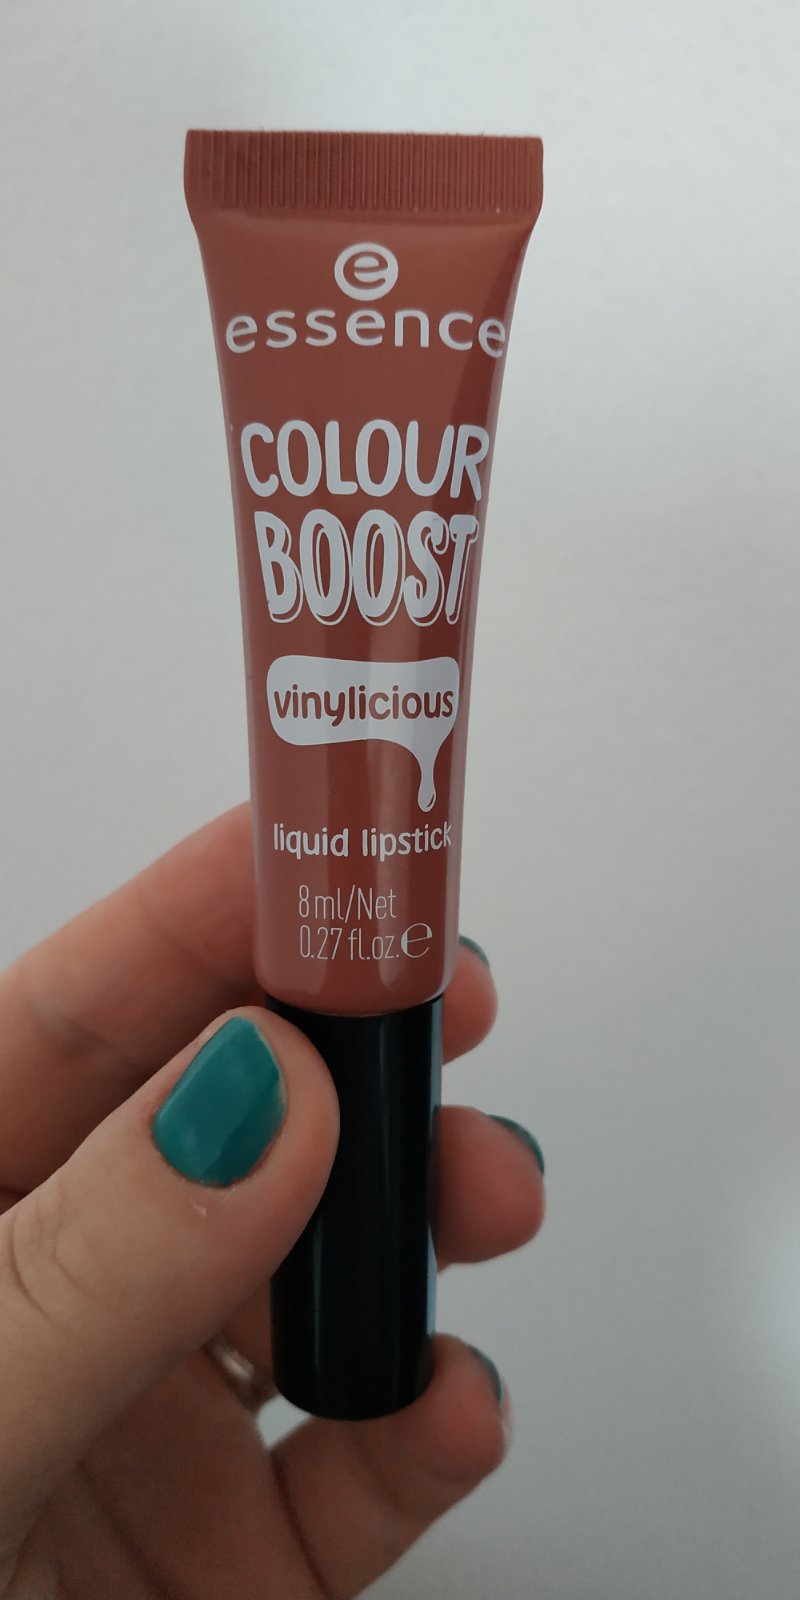 e
essence
COLOUR
BOOST
vinylicious
liquid lipstick
8 ml/Net
0.27 fl.oz. ℮